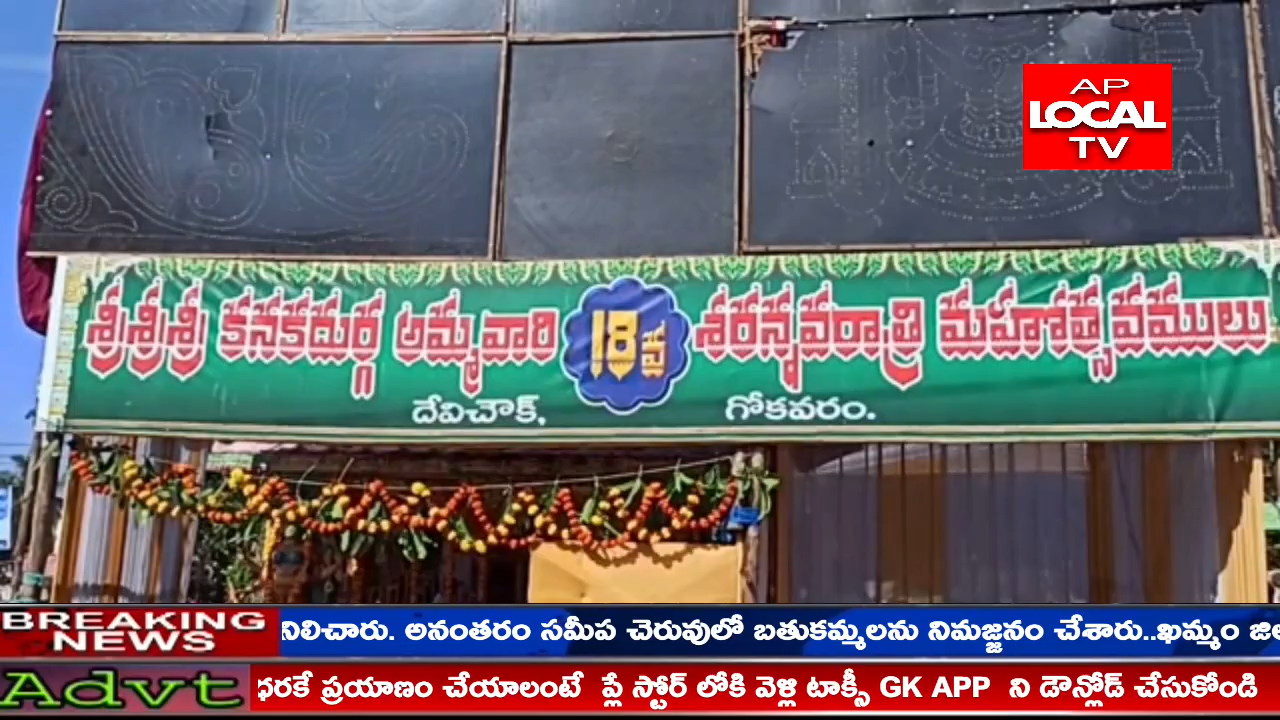 AP
LOCAL
TV
శ్రీశ్రీశ్రీ కనకదుర్గ అమ్మవారి 18వ శరన్నవరాత్రి మహోత్సవములు
దేవిచౌక్, గోకవరం.
BREAKING NEWS
నిలిచారు. అనంతరం సమీప చెరువులో బతుకమ్మలను నిమజ్జనం చేశారు..ఖమ్మం జిల
Advt
ధరకే ప్రయాణం చేయాలంటే ప్లే స్టోర్ లోకి వెళ్లి టాక్సీ GK APP ని డౌన్లోడ్ చేసుకోండి